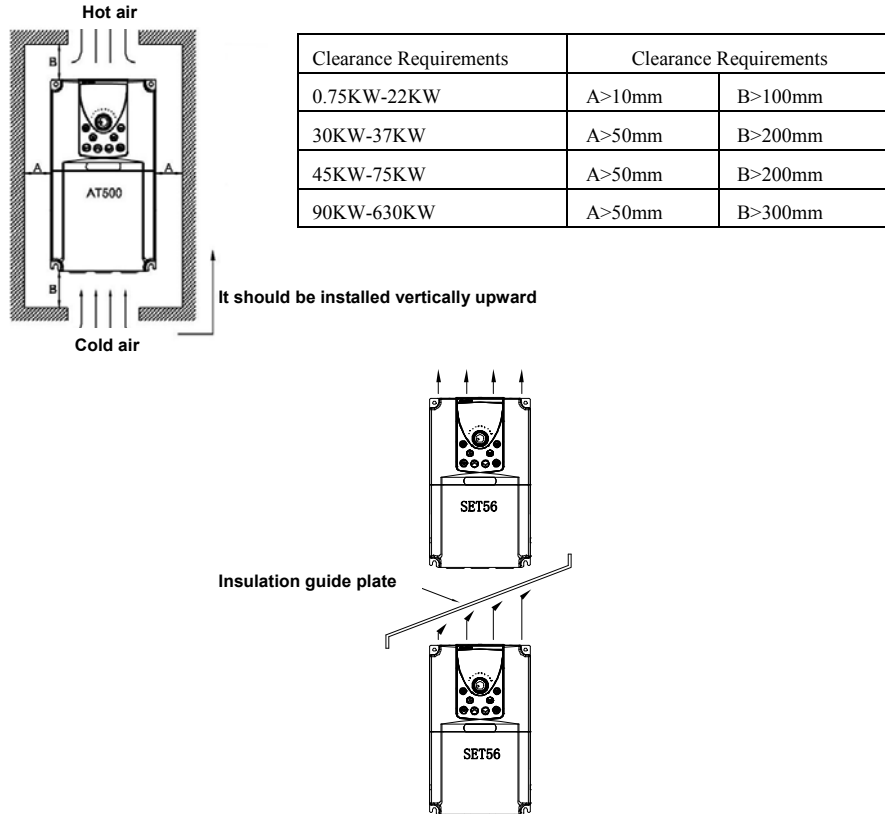 Hot air
Clearance Requirements Clearance Requirements
0.75KW-22KW A>10mm B>100mm
30KW-37KW A>50mm B>200mm
45KW-75KW A>50mm B>200mm
90KW-630KW A>50mm B>300mm
B
A A
AT500
B
It should be installed vertically upward
Cold air
SET56
Insulation guide plate
SET56